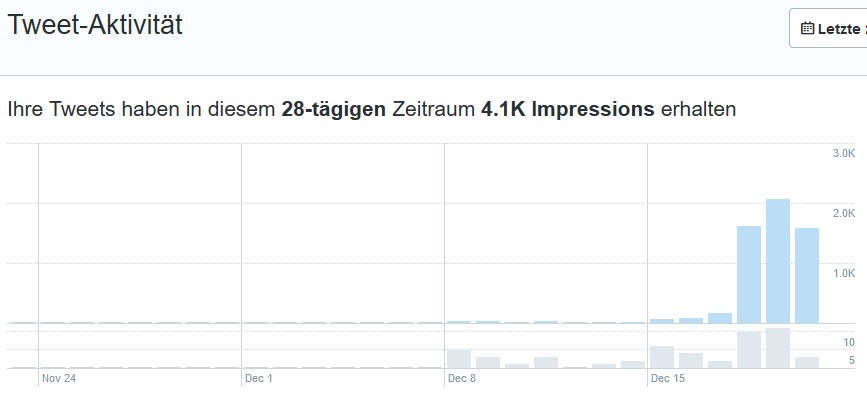 Tweet-Aktivität
Letzte
Ihre Tweets haben in diesem 28-tägigen Zeitraum 4.1K Impressions erhalten
3.0K
2.0K
1.0K
10
5
Nov 24
Dec 1
Dec 8
Dec 15